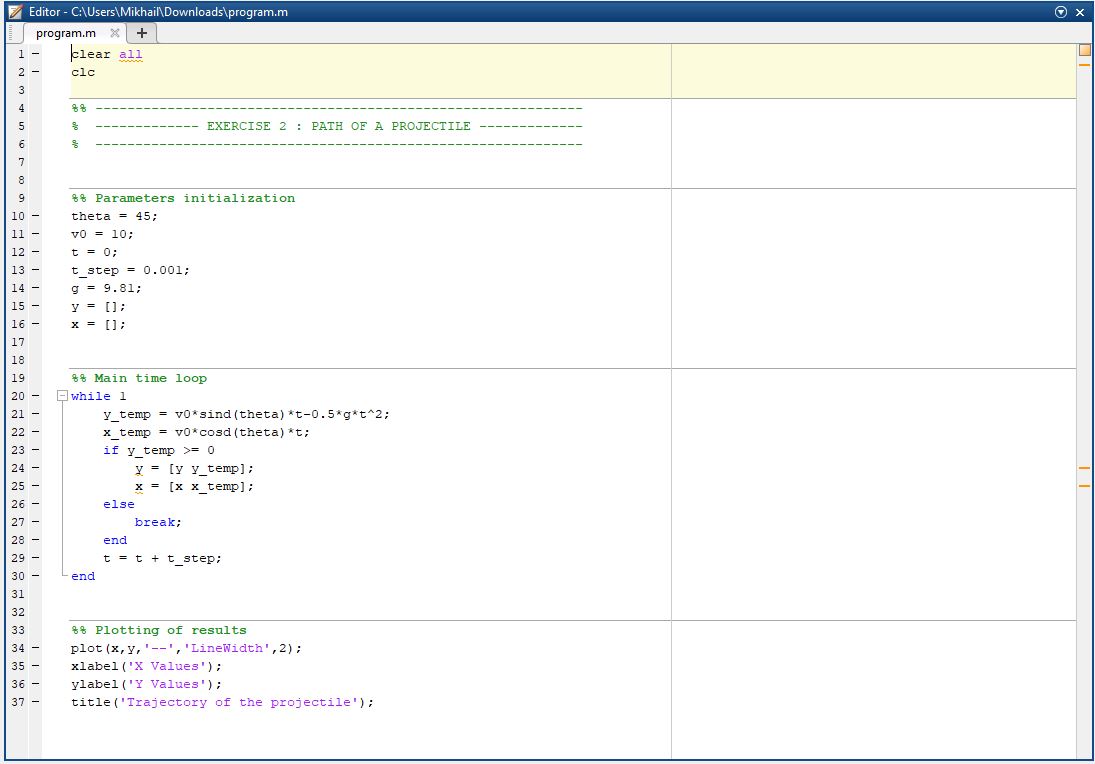 Editor - C:\Users\Mikhail\Downloads\program.m
program.m
1 clear all
2 clc
3
4 %% -------------------------------------------------------------
5 %  ------------- EXERCISE 2 : PATH OF A PROJECTILE -------------
6 %  -------------------------------------------------------------
7
8
9 %% Parameters initialization
10 theta = 45;
11 v0 = 10;
12 t = 0;
13 t_step = 0.001;
14 g = 9.81;
15 y = [];
16 x = [];
17
18
19 %% Main time loop
20 while 1
21     y_temp = v0*sind(theta)*t-0.5*g*t^2;
22     x_temp = v0*cosd(theta)*t;
23     if y_temp >= 0
24         y = [y y_temp];
25         x = [x x_temp];
26     else
27         break;
28     end
29     t = t + t_step;
30 end
31
32
33 %% Plotting of results
34 plot(x,y,'--','LineWidth',2);
35 xlabel('X Values');
36 ylabel('Y Values');
37 title('Trajectory of the projectile');